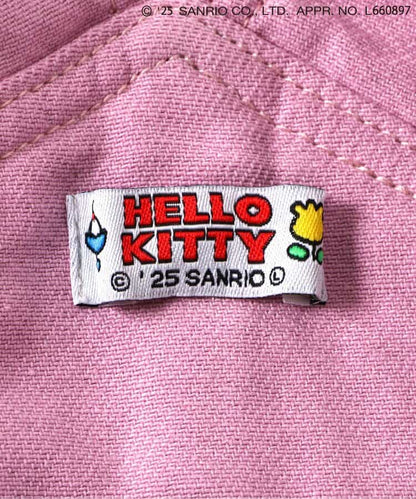 © '25 SANRIO CO., LTD. APPR. NO. L660897
HELLO
KITTY
© '25 SANRIO Ⓛ